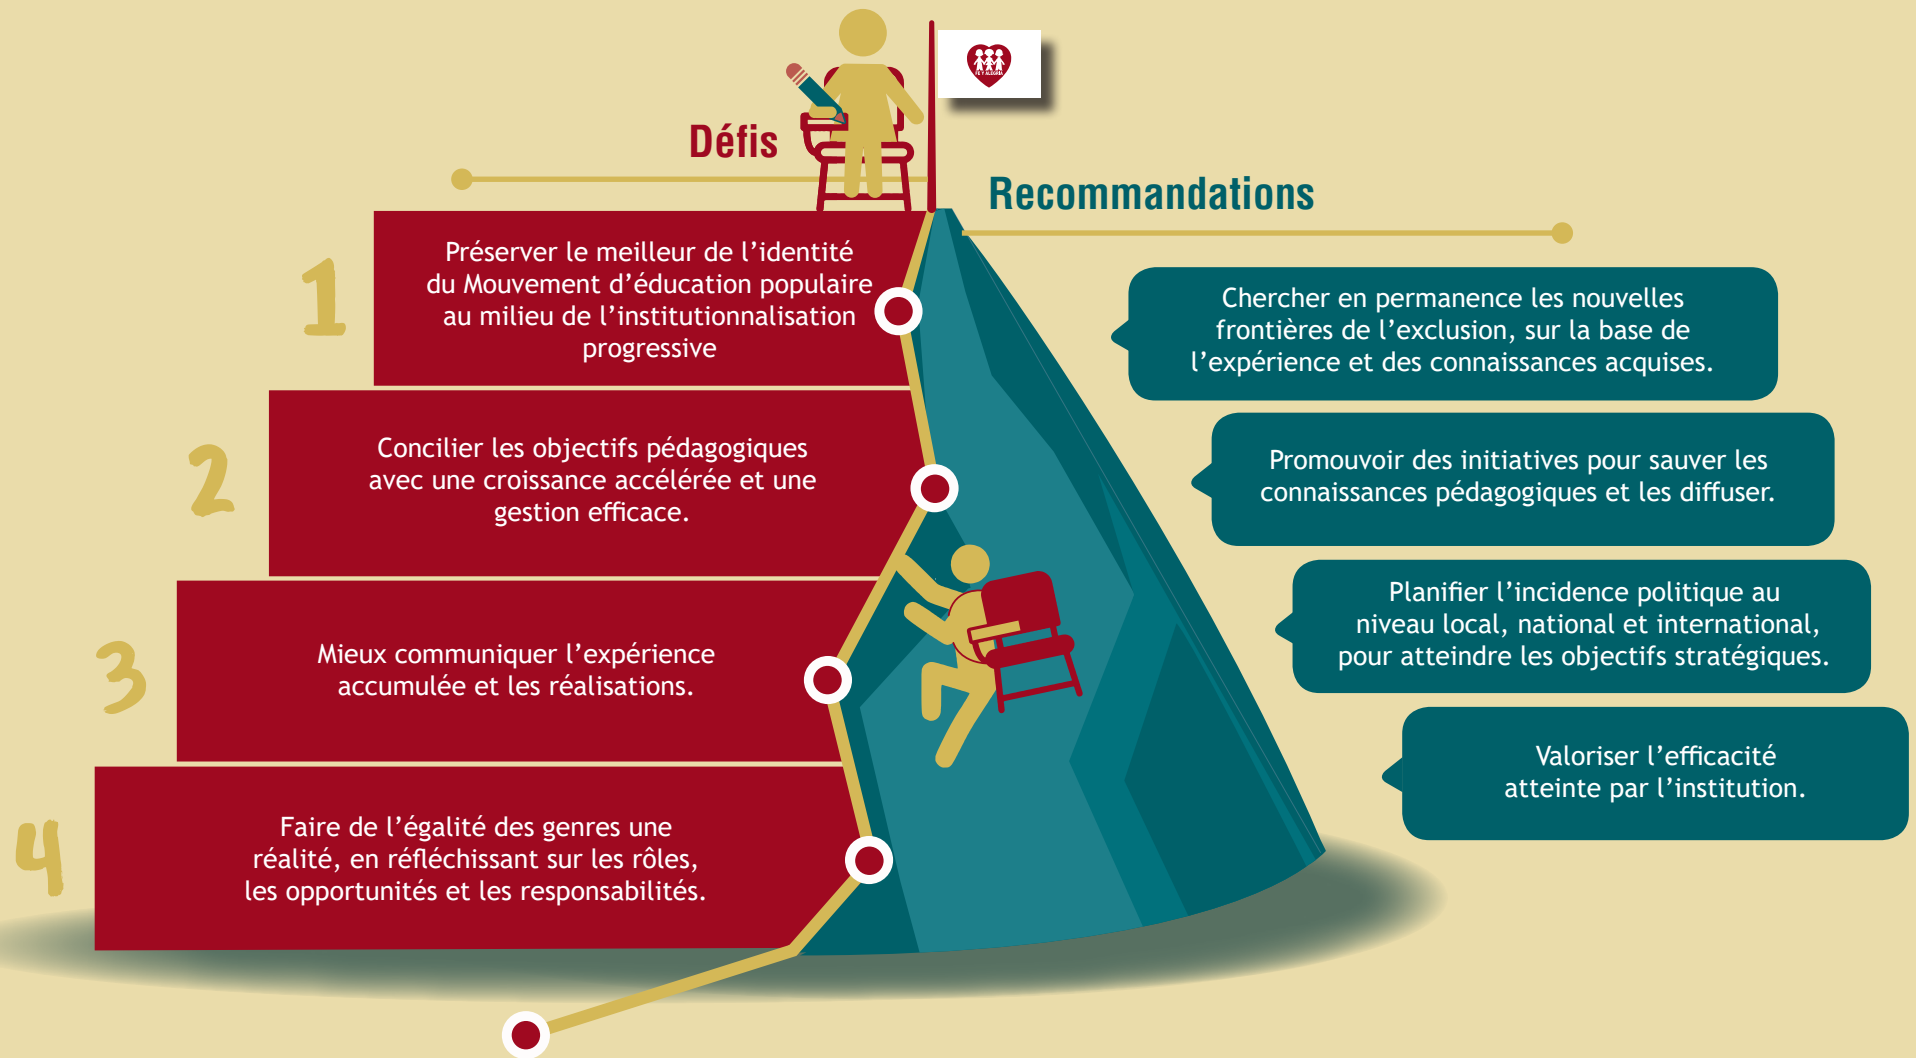 FE Y ALEGRIA
Défis
1
Préserver le meilleur de l’identité
du Mouvement d’éducation populaire
au milieu de l’institutionnalisation
progressive
2
Concilier les objectifs pédagogiques
avec une croissance accélérée et une
gestion efficace.
3
Mieux communiquer l’expérience
accumulée et les réalisations.
4
Faire de l’égalité des genres une
réalité, en réfléchissant sur les rôles,
les opportunités et les responsabilités.
Recommandations
Chercher en permanence les nouvelles
frontières de l’exclusion, sur la base de
l’expérience et des connaissances acquises.
Promouvoir des initiatives pour sauver les
connaissances pédagogiques et les diffuser.
Planifier l’incidence politique au
niveau local, national et international,
pour atteindre les objectifs stratégiques.
Valoriser l’efficacité
atteinte par l’institution.